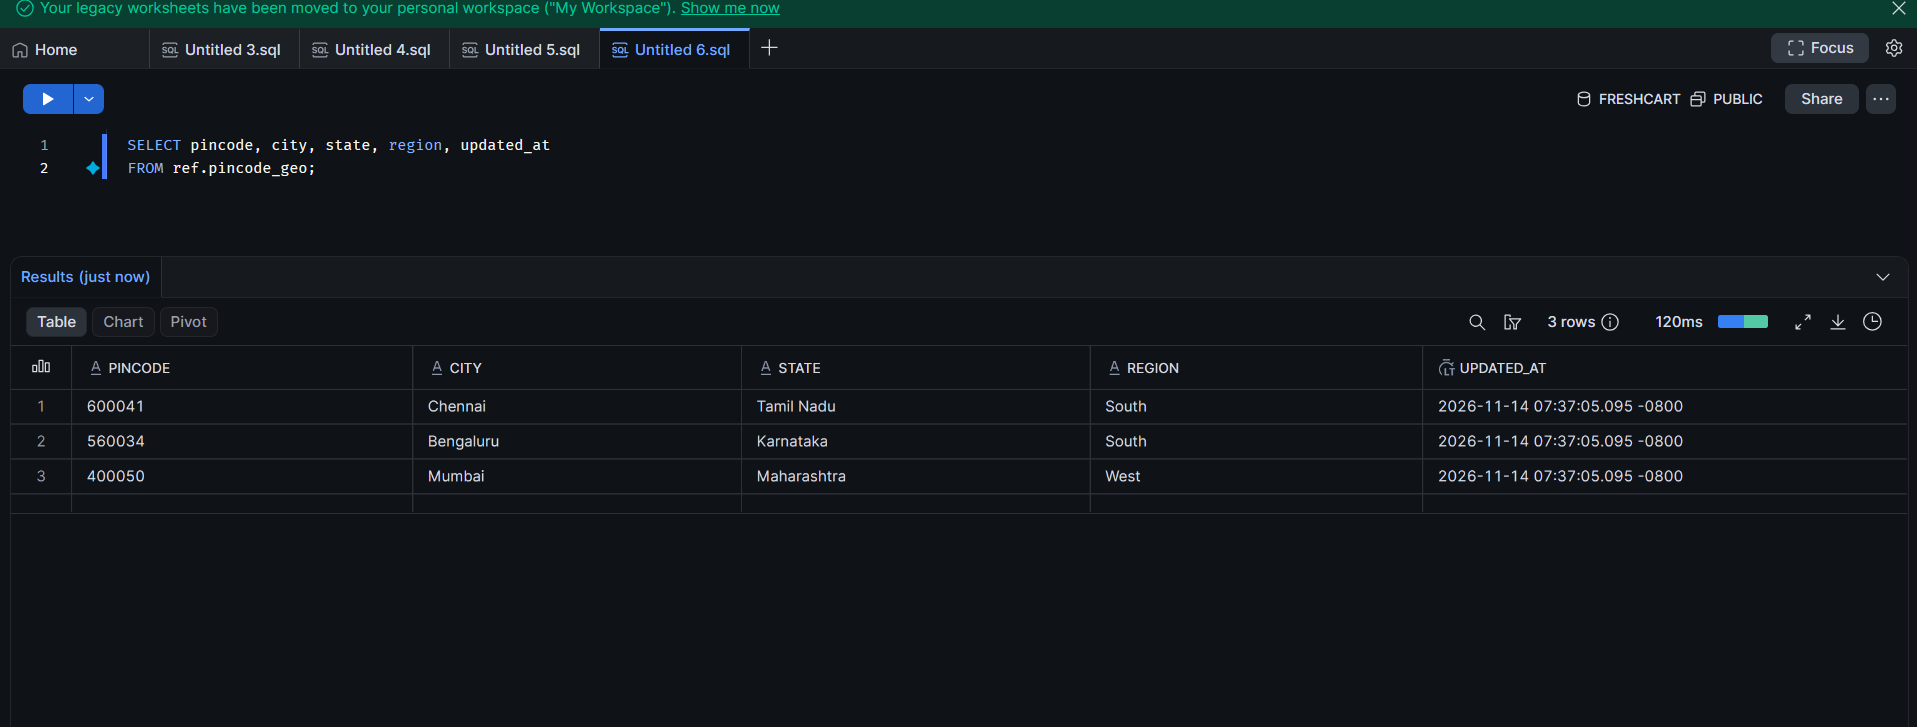 Your legacy worksheets have been moved to your personal workspace ("My Workspace"). Show me now
Home Untitled 3.sql Untitled 4.sql Untitled 5.sql Untitled 6.sql Focus
FRESHCART PUBLIC Share
1 SELECT pincode, city, state, region, updated_at
2 FROM ref.pincode_geo;
Results (just now)
Table Chart Pivot 3 rows 120ms
PINCODE CITY STATE REGION UPDATED_AT
1 600041 Chennai Tamil Nadu South 2026-11-14 07:37:05.095 -0800
2 560034 Bengaluru Karnataka South 2026-11-14 07:37:05.095 -0800
3 400050 Mumbai Maharashtra West 2026-11-14 07:37:05.095 -0800